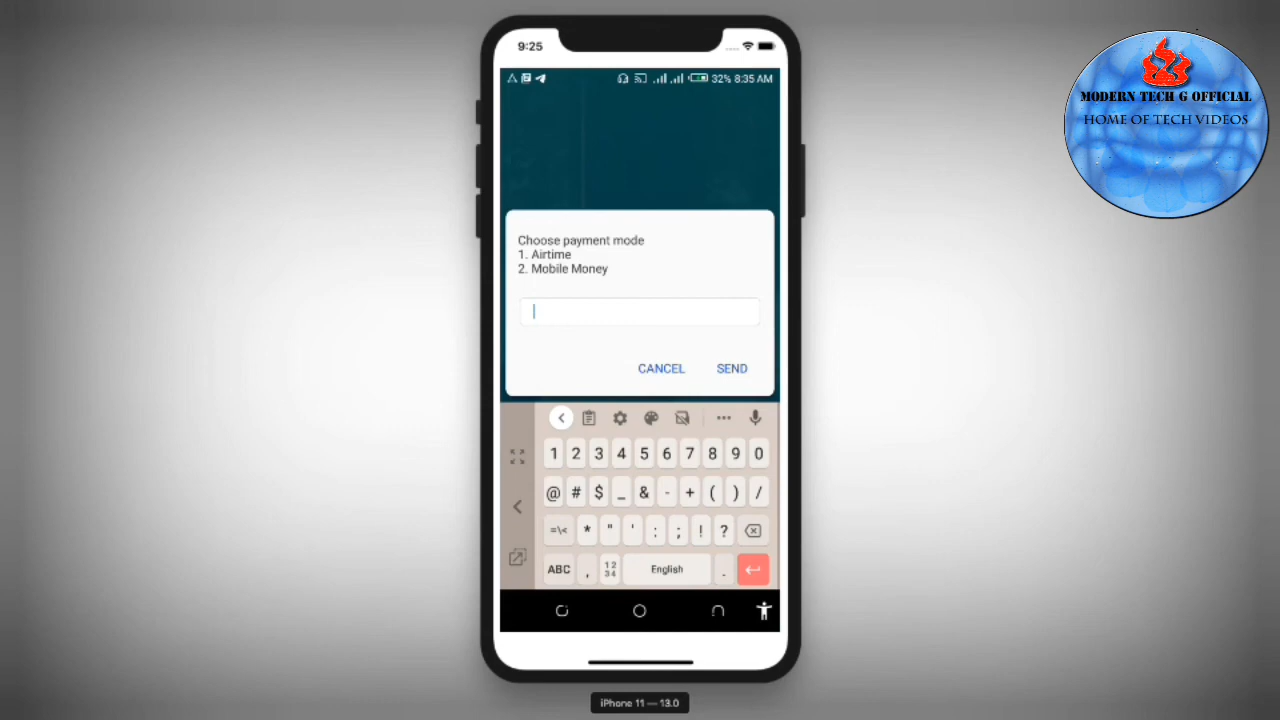 9:25
32% 8:35 AM
MODERN TECH G OFFICIAL
HOME OF TECH VIDEOS
Choose payment mode
1. Airtime
2. Mobile Money
CANCEL SEND
1 2 3 4 5 6 7 8 9 0
@ # $ _ & - + ( ) /
=\< * " ' : ; ! ?
ABC , 12 34 English .
iPhone 11 — 13.0